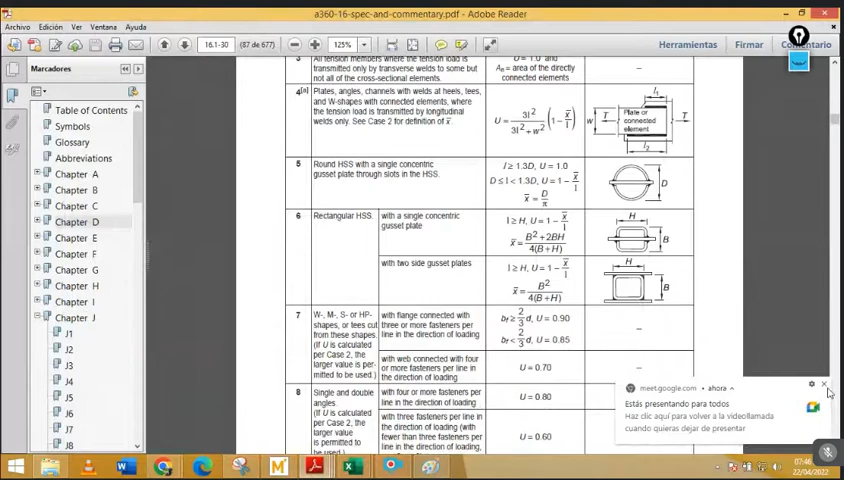 a360-16-spec-and-commentary.pdf - Adobe Reader
Archivo Edición Ver Ventana Ayuda
16.1-30 (87 de 677) 125% Herramientas Firmar Comentario
Marcadores
Table of Contents
Symbols
Glossary
Abbreviations
Chapter A
Chapter B
Chapter C
Chapter D
Chapter E
Chapter F
Chapter G
Chapter H
Chapter I
Chapter J
J1
J2
J3
J4
J5
J6
J7
J8
3 All tension members where the tension load is
transmitted only by transverse welds to some but
not all of the cross-sectional elements.
U = 1.0 and
Aₙ = area of the directly
connected elements
–
4[a] Plates, angles, channels with welds at heels, tees,
and W-shapes with connected elements, where
the tension load is transmitted by longitudinal
welds only. See Case 2 for definition of x̄.
U = 3l²/(3l² + w²) (1 − x̄/l)
l₁
w T Plate or T
connected
element
l₂
5 Round HSS with a single concentric
gusset plate through slots in the HSS.
l ≥ 1.3D, U = 1.0
D ≤ l < 1.3D, U = 1 − x̄/l
x̄ = D/π
D
6 Rectangular HSS. with a single concentric
gusset plate
l ≥ H, U = 1 − x̄/l
x̄ = B² + 2BH/4(B + H)
H
B
with two side gusset plates
l ≥ H, U = 1 − x̄/l
x̄ = B²/4(B + H)
H
B
7 W-, M-, S- or HP-
shapes, or tees cut
from these shapes.
(If U is calculated
per Case 2, the
larger value is per-
mitted to be used.)
with flange connected with
three or more fasteners per
line in the direction of loading
bf ≥ 2/3 d, U = 0.90
bf < 2/3 d, U = 0.85
–
with web connected with four
or more fasteners per line in
the direction of loading
U = 0.70
–
8 Single and double
angles.
(If U is calculated
per Case 2, the
larger value is
permitted to
be used.)
with four or more fasteners per
line in the direction of loading
U = 0.80
with three fasteners per line in
the direction of loading (with
fewer than three fasteners per
line in the direction of loading,
U = 0.60
meet.google.com • ahora
Estás presentando para todos
Haz clic aquí para volver a la videollamada
cuando quieras dejar de presentar
07:46
22/04/2022